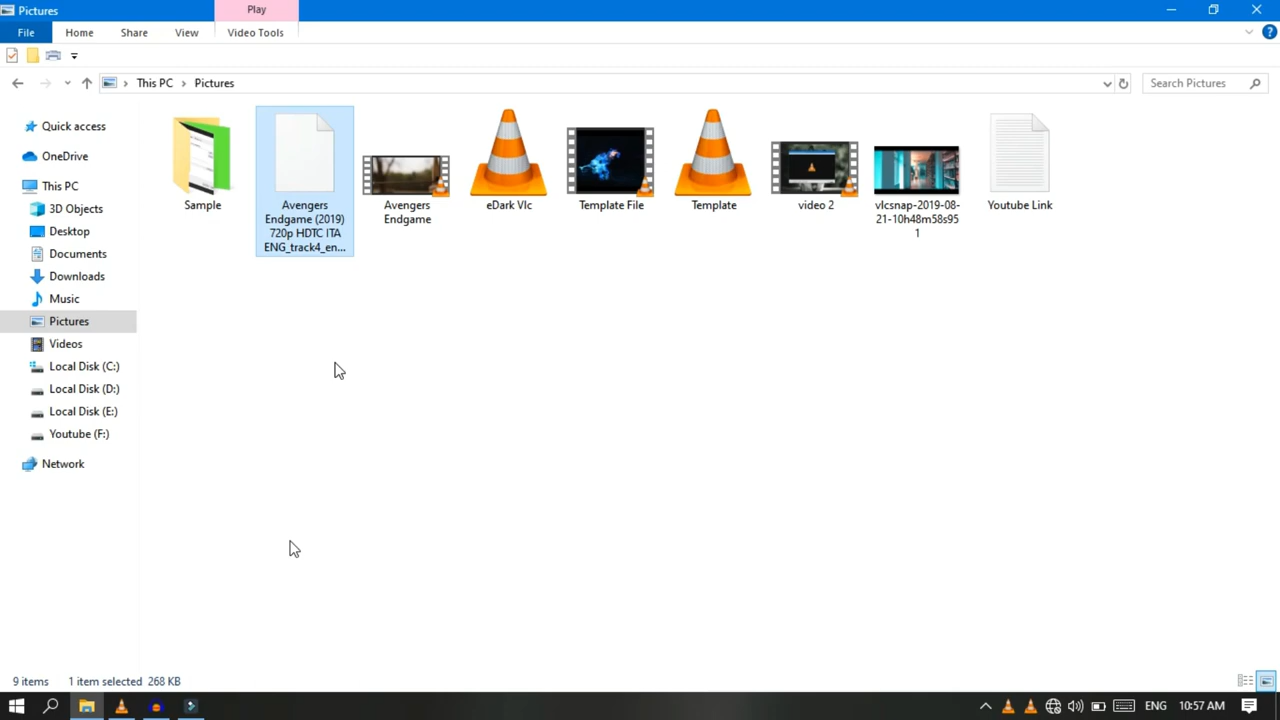 Pictures
Play
File
Home
Share
View
Video Tools
This PC
Pictures
Search Pictures
Quick access
OneDrive
This PC
3D Objects
Desktop
Documents
Downloads
Music
Pictures
Videos
Local Disk (C:)
Local Disk (D:)
Local Disk (E:)
Youtube (F:)
Network
Sample
Avengers
Endgame (2019)
720p HDTC ITA
ENG_track4_en...
Avengers
Endgame
eDark Vlc
Template File
Template
video 2
vlcsnap-2019-08-
21-10h48m58s95
1
Youtube Link
9 items
1 item selected 268 KB
ENG
10:57 AM